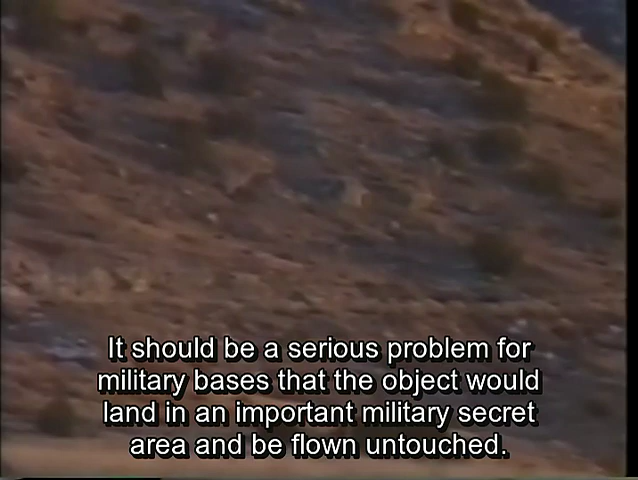 It should be a serious problem for
military bases that the object would
land in an important military secret
area and be flown untouched.